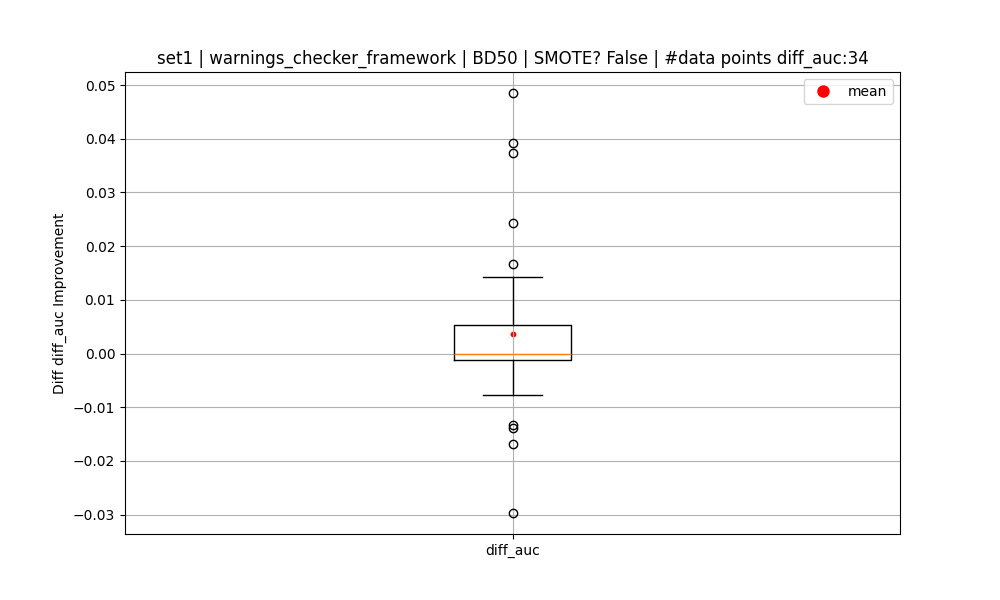 set1 | warnings_checker_framework | BD50 | SMOTE? False | #data points diff_auc:34
mean
Diff diff_auc Improvement
0.05
0.04
0.03
0.02
0.01
0.00
−0.01
−0.02
−0.03
diff_auc